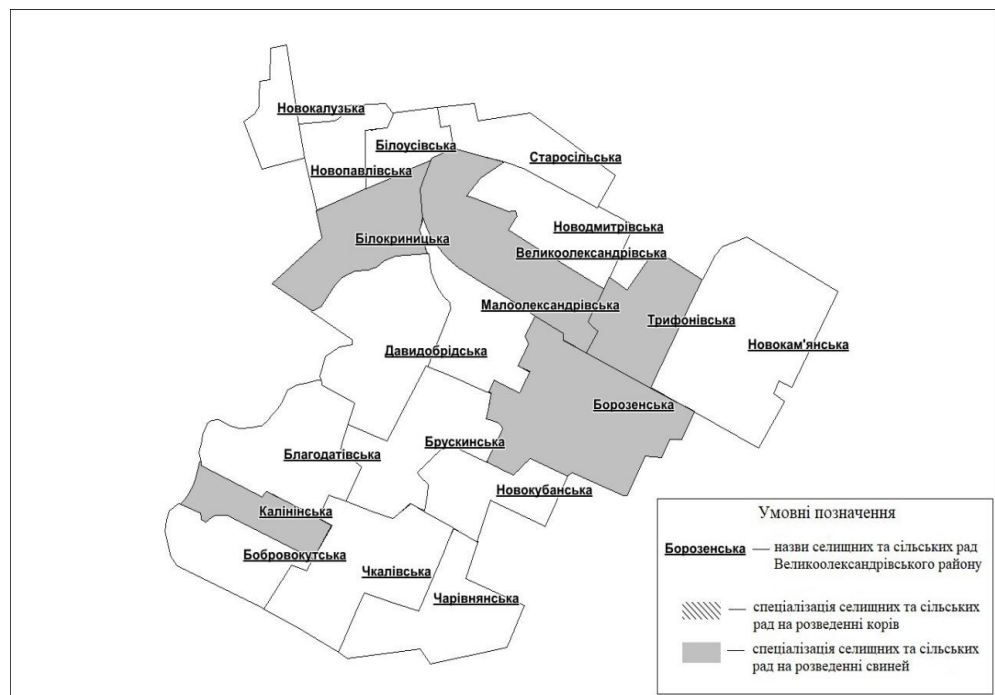 Новокалузька
Білоусівська
Старосільська
Новопавлівська
Новодмитрівська
Білокриницька
Великоолександрівська
Малоолександрівська
Трифонівська
Новокам'янська
Давидобрідська
Борозенська
Брускинська
Благодатівська
Новокубанська
Калінінська
Бобровокутська
Чкалівська
Чарівнянська
Умовні позначення
Борозенська — назви селищних та сільських рад
Великоолександрівського району
— спеціалізація селищних та сільських
рад на розведенні корів
— спеціалізація селищних та сільських
рад на розведенні свиней